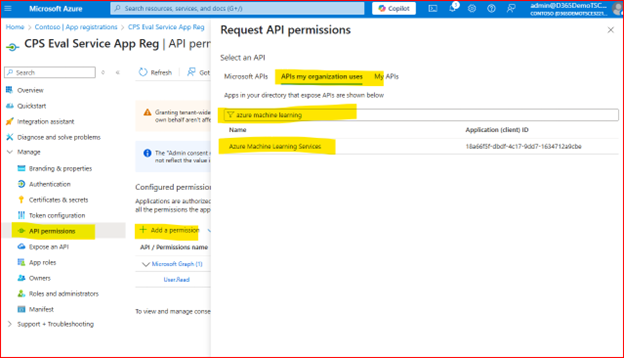 Microsoft Azure
Search resources, services, and docs (G+/)
Copilot
1
admin@D365DemoTSC...
CONTOSO (D365DEMOTSCE5221...
Home > Contoso | App registrations > CPS Eval Service App Reg
CPS Eval Service App Reg | API perm
Search
Refresh
Got
Overview
Quickstart
Integration assistant
Diagnose and solve problems
Manage
Branding & properties
Authentication
Certificates & secrets
Token configuration
API permissions
Expose an API
App roles
Owners
Roles and administrators
Manifest
Support + Troubleshooting
Granting tenant-wide
own behalf aren't affe
The "Admin consent
not reflect the value i
Configured permission
Applications are authorized
all the permissions the app
Add a permission
API / Permissions name
Microsoft Graph (1)
User.Read
To view and manage conse
Request API permissions
Select an API
Microsoft APIs
APIs my organization uses
My APIs
Apps in your directory that expose APIs are shown below
azure machine learning
Name
Application (client) ID
Azure Machine Learning Services
18a66f5f-dbdf-4c17-9dd7-1634712a9cbe